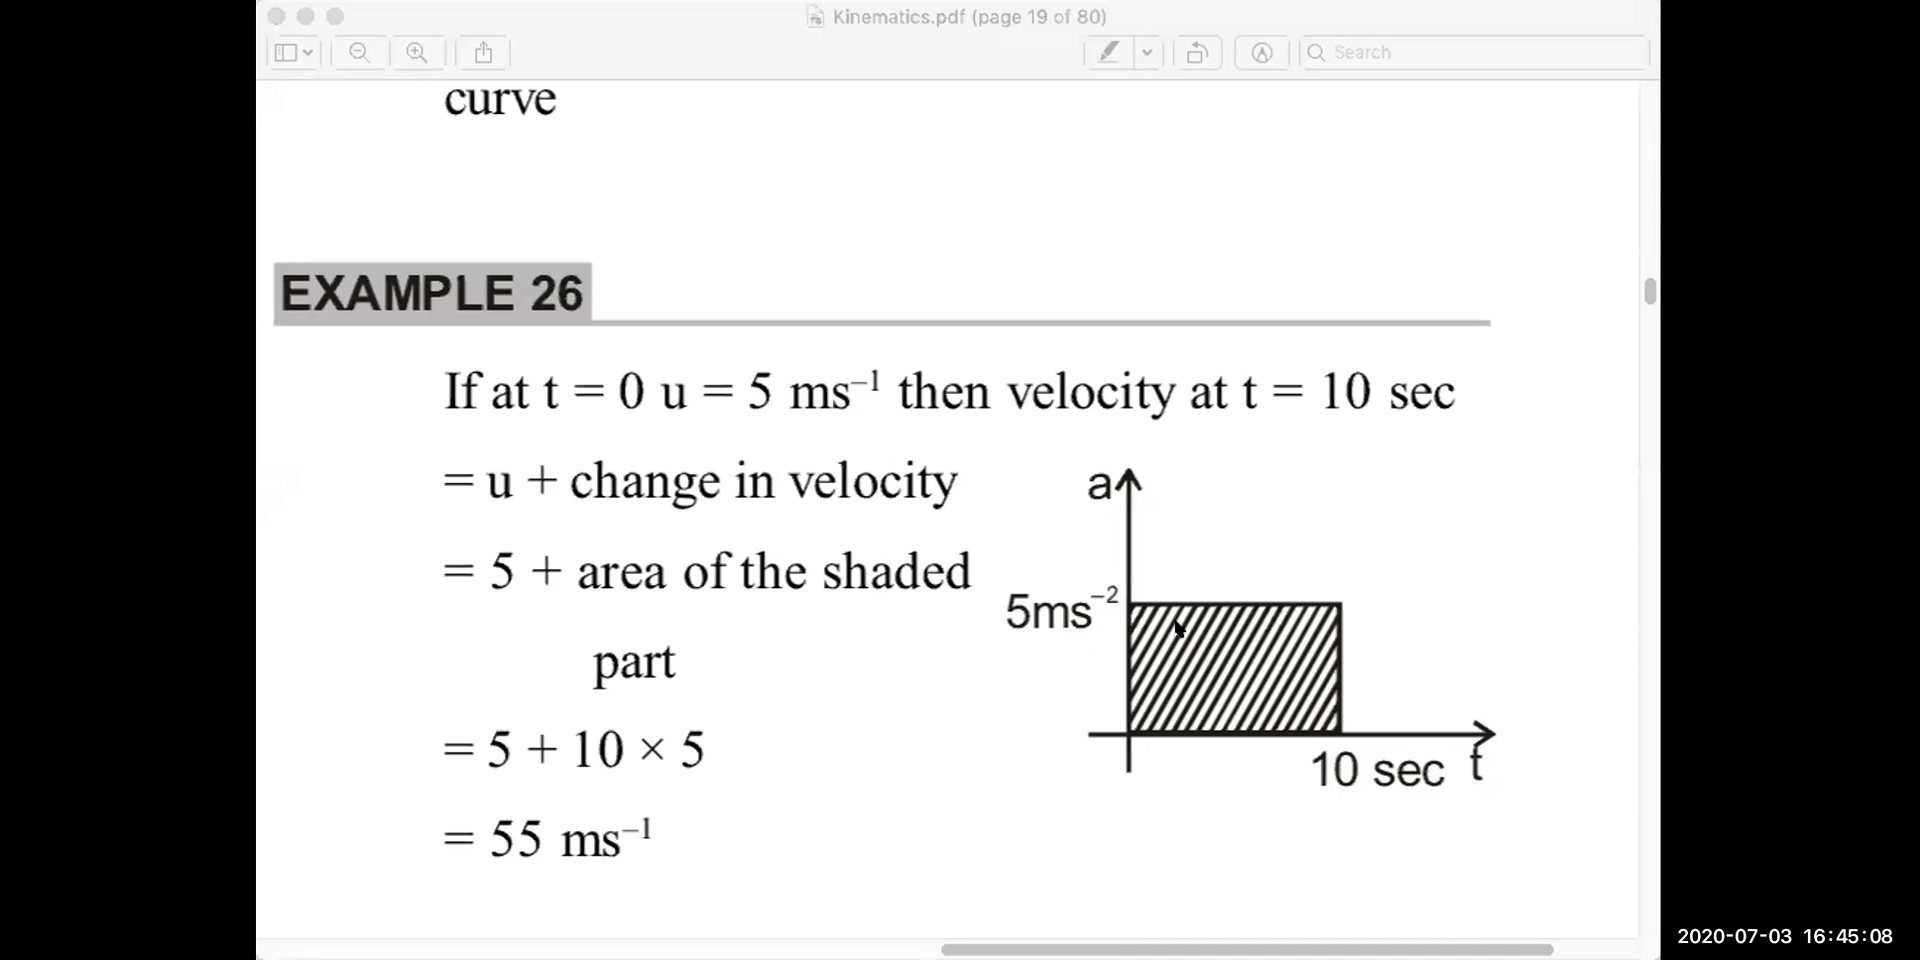 Kinematics.pdf (page 19 of 80)
Search
curve
EXAMPLE 26
If at t = 0 u = 5 ms⁻¹ then velocity at t = 10 sec
= u + change in velocity
= 5 + area of the shaded
part
= 5 + 10 × 5
= 55 ms⁻¹
a
5ms⁻²
10 sec t
2020-07-03 16:45:08